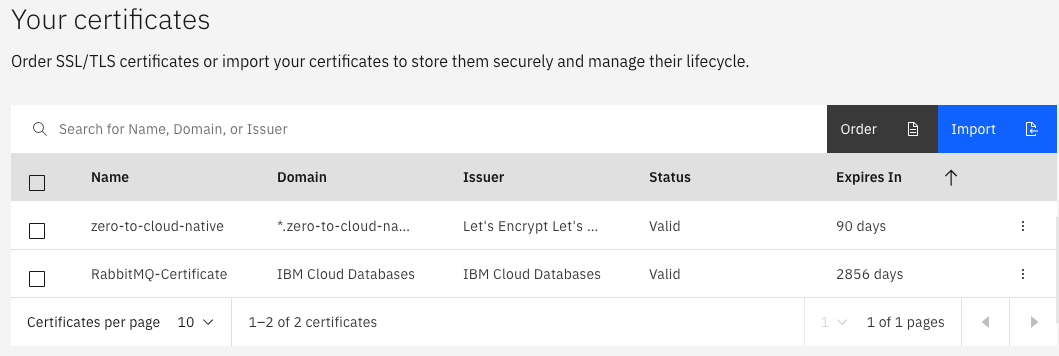 Your certificates
Order SSL/TLS certificates or import your certificates to store them securely and manage their lifecycle.
Search for Name, Domain, or Issuer Order Import
Name Domain Issuer Status Expires In
zero-to-cloud-native *.zero-to-cloud-na... Let's Encrypt Let's ... Valid 90 days
RabbitMQ-Certificate IBM Cloud Databases IBM Cloud Databases Valid 2856 days
Certificates per page 10 1–2 of 2 certificates 1 1 of 1 pages